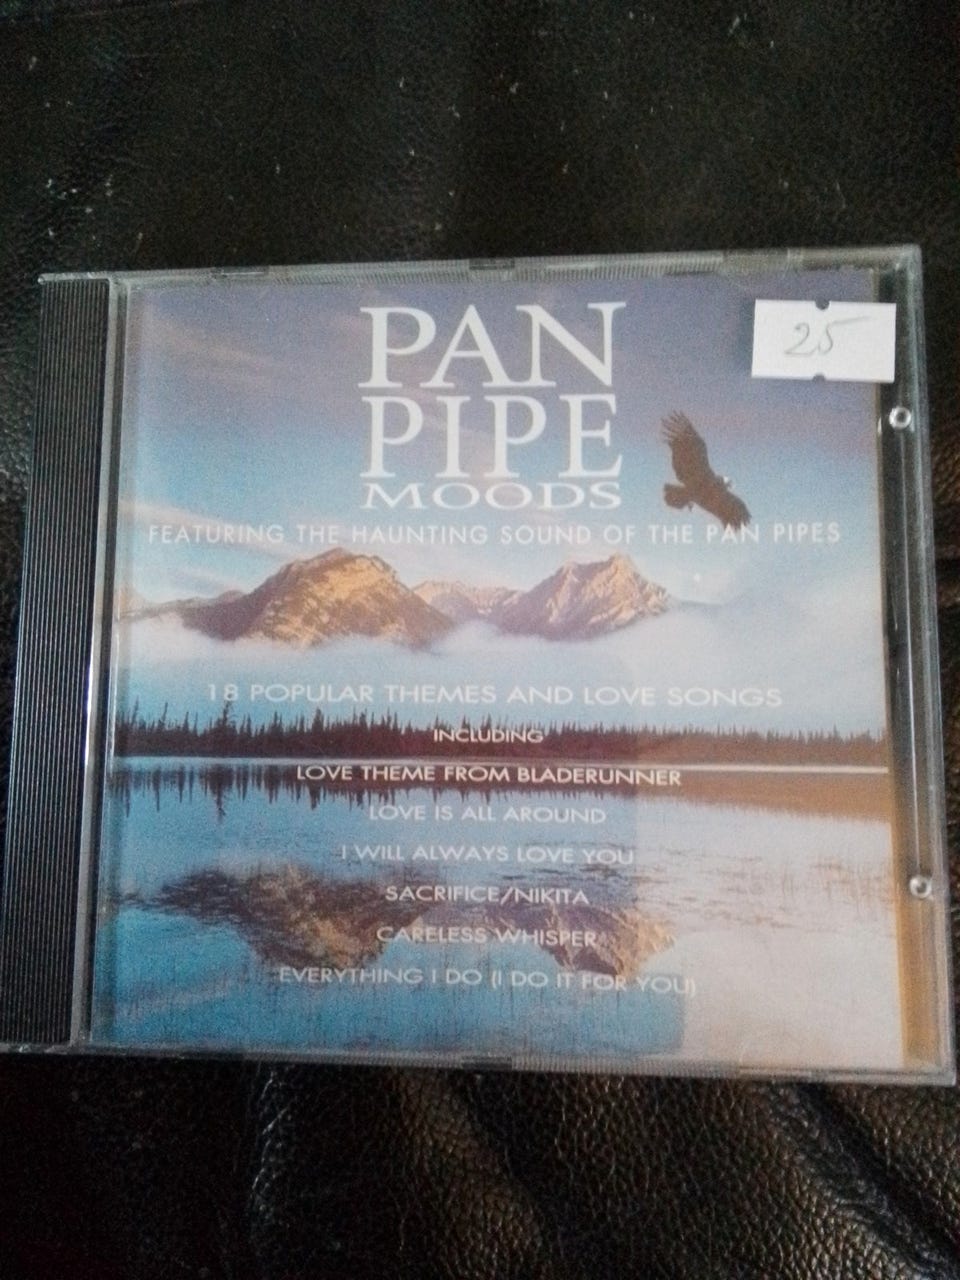 PAN
PIPE
MOODS
25
FEATURING THE HAUNTING SOUND OF THE PAN PIPES
18 POPULAR THEMES AND LOVE SONGS
INCLUDING
LOVE THEME FROM BLADERUNNER
LOVE IS ALL AROUND
I WILL ALWAYS LOVE YOU
SACRIFICE/NIKITA
CARELESS WHISPER
EVERYTHING I DO (I DO IT FOR YOU)